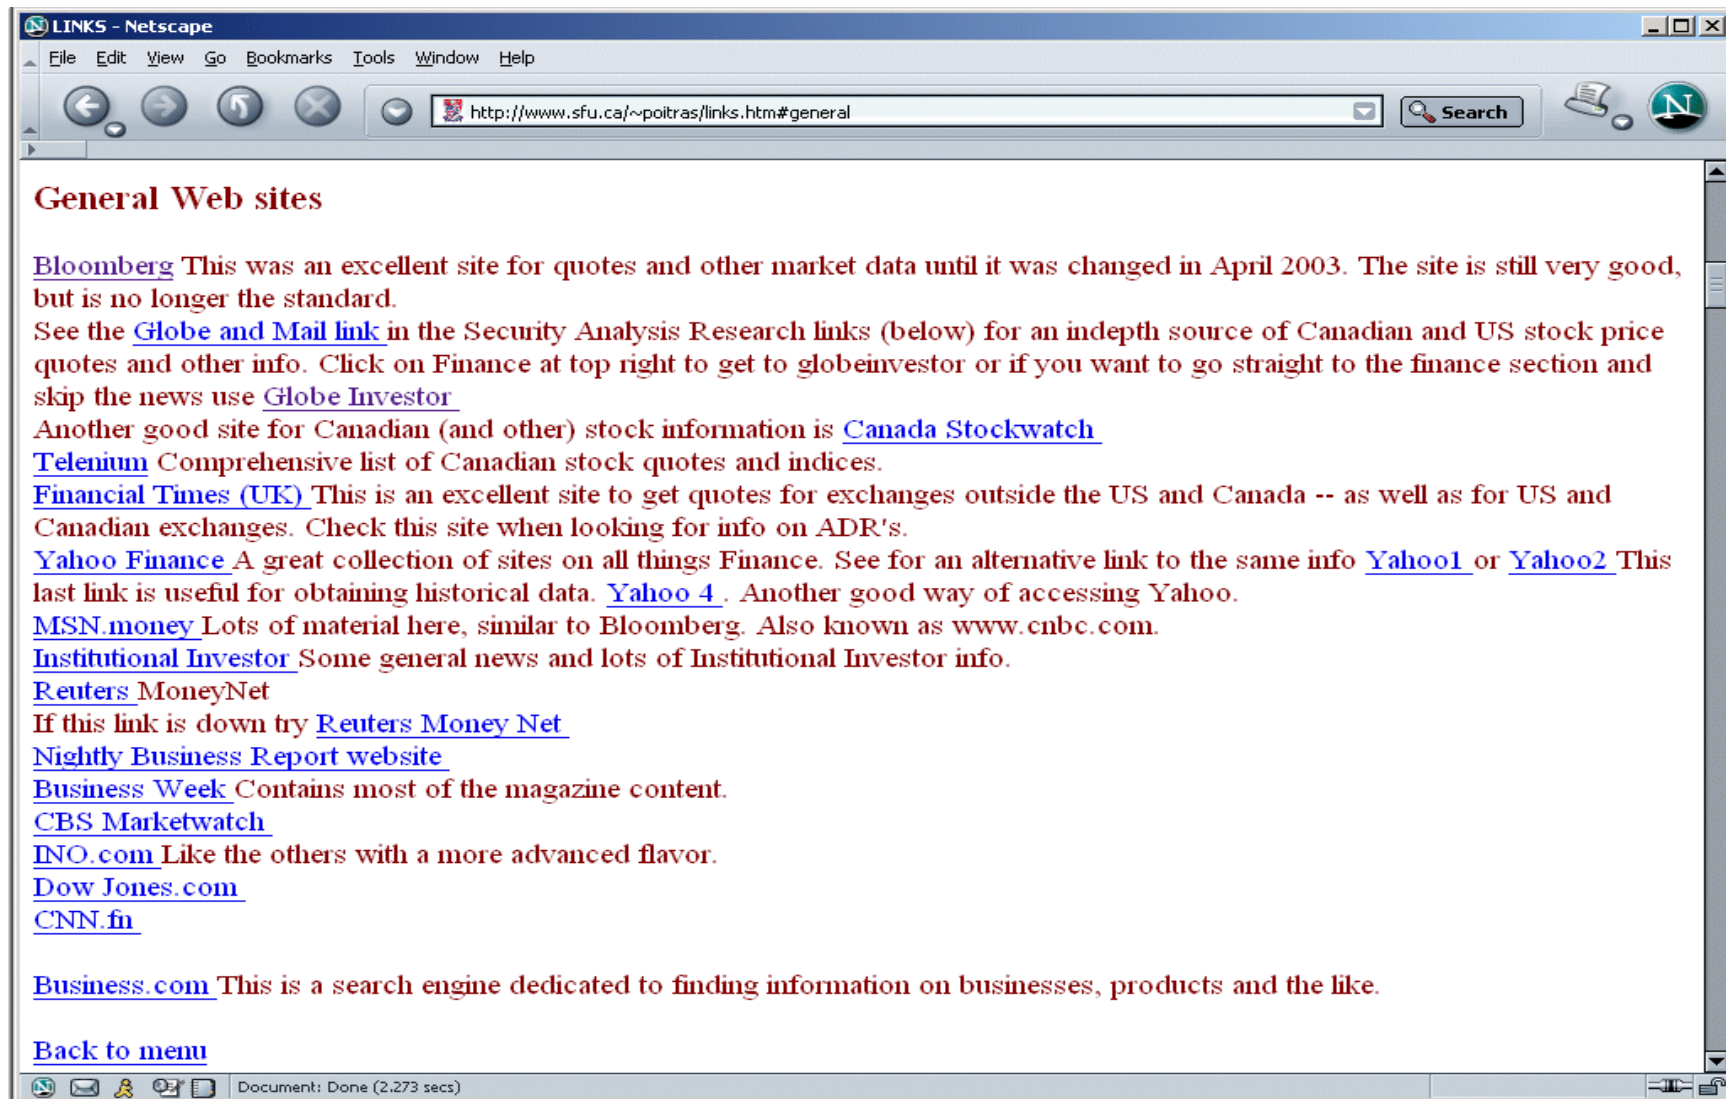 LINKS - Netscape
File Edit View Go Bookmarks Tools Window Help
http://www.sfu.ca/~poitras/links.htm#general
Search
N
General Web sites
Bloomberg This was an excellent site for quotes and other market data until it was changed in April 2003. The site is still very good,
but is no longer the standard.
See the Globe and Mail link in the Security Analysis Research links (below) for an indepth source of Canadian and US stock price
quotes and other info. Click on Finance at top right to get to globeinvestor or if you want to go straight to the finance section and
skip the news use Globe Investor
Another good site for Canadian (and other) stock information is Canada Stockwatch
Telenium Comprehensive list of Canadian stock quotes and indices.
Financial Times (UK) This is an excellent site to get quotes for exchanges outside the US and Canada -- as well as for US and
Canadian exchanges. Check this site when looking for info on ADR's.
Yahoo Finance A great collection of sites on all things Finance. See for an alternative link to the same info Yahoo1 or Yahoo2 This
last link is useful for obtaining historical data. Yahoo 4 . Another good way of accessing Yahoo.
MSN.money Lots of material here, similar to Bloomberg. Also known as www.cnbc.com.
Institutional Investor Some general news and lots of Institutional Investor info.
Reuters MoneyNet
If this link is down try Reuters Money Net
Nightly Business Report website
Business Week Contains most of the magazine content.
CBS Marketwatch
INO.com Like the others with a more advanced flavor.
Dow Jones.com
CNN.fn
Business.com This is a search engine dedicated to finding information on businesses, products and the like.
Back to menu
Document: Done (2.273 secs)